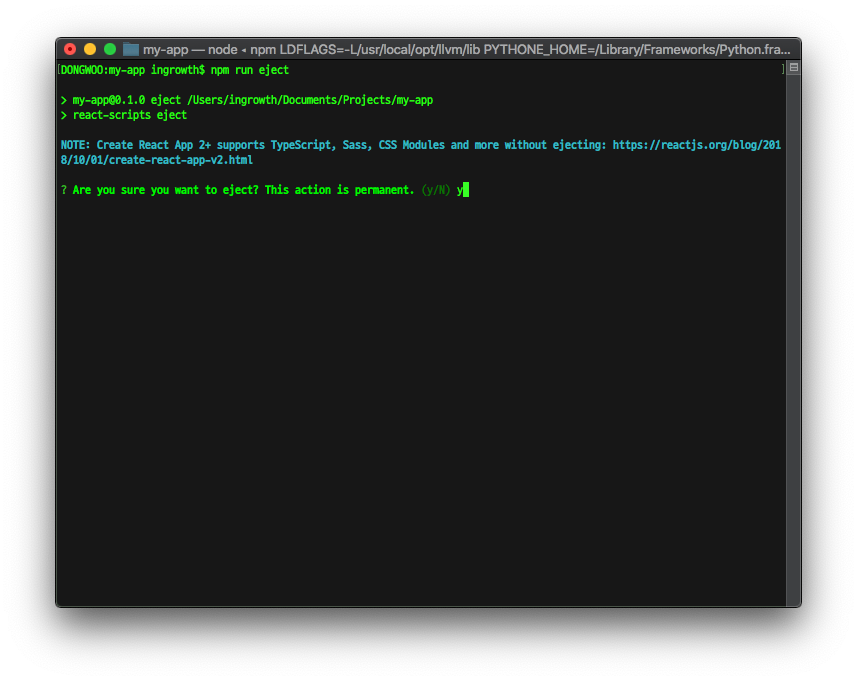 my-app — node ◂ npm LDFLAGS=-L/usr/local/opt/llvm/lib PYTHONE_HOME=/Library/Frameworks/Python.fra...
[DONGWOO:my-app ingrowth$ npm run eject ]
> my-app@0.1.0 eject /Users/ingrowth/Documents/Projects/my-app
> react-scripts eject
NOTE: Create React App 2+ supports TypeScript, Sass, CSS Modules and more without ejecting: https://reactjs.org/blog/201
8/10/01/create-react-app-v2.html
? Are you sure you want to eject? This action is permanent. (y/N) y